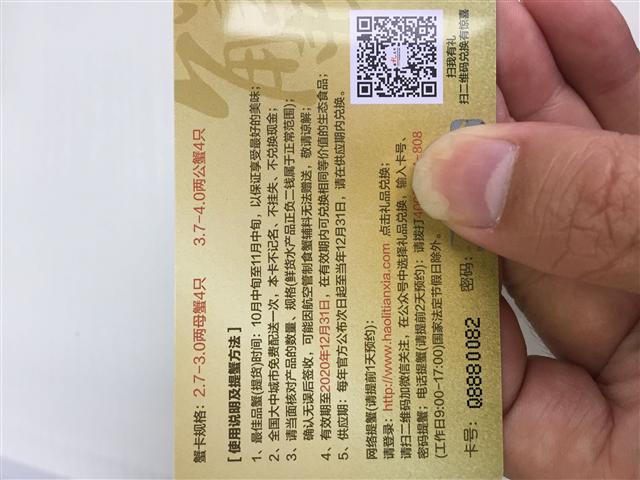 蟹卡规格：2.7-3.0两母蟹4只 3.7-4.0两公蟹4只
[ 使用说明及提蟹方法 ]
1、最佳品蟹(提货)时间：10月中旬至11月中旬，以保证享受最好的美味；
2、全国大中城市免费配送一次，本卡不记名、不挂失、不兑换现金；
3、请当面核对产品的数量、规格(鲜货水产品正负二钱属于正常范围)；
确认无误后签收，可能因航空管制食蟹辅料无法赠送，敬请谅解；
4、有效期至2020年12月31日，在有效期内可兑换相同等价值的生态食品；
5、供应期：每年官方公布次日起至当年12月31日，请在供应期内兑换。
网络提蟹(请提前1天预约)：
请登录：http://www.haolitianxia.com 点击礼品兑换；
请扫二维码加微信关注，在公众号中选择礼品兑换，输入卡号、
密码提蟹；电话提蟹(请提前2天预约)：请拨打400 -808
(工作日9:00-17:00)国家法定节假日除外。
卡号：Q8880082 密码：
扫我有礼
扫二维码兑换有惊喜